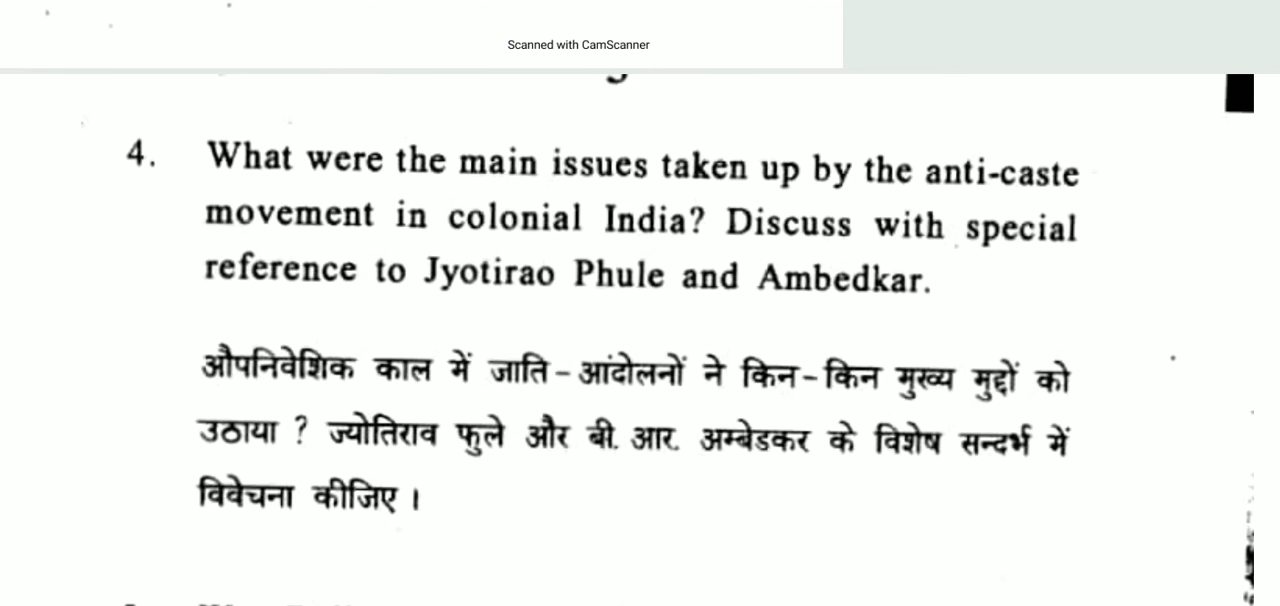 Scanned with CamScanner
4. What were the main issues taken up by the anti-caste
movement in colonial India? Discuss with special
reference to Jyotirao Phule and Ambedkar.
औपनिवेशिक काल में जाति-आंदोलनों ने किन-किन मुख्य मुद्दों को
उठाया ? ज्योतिराव फुले और बी. आर. अम्बेडकर के विशेष सन्दर्भ में
विवेचना कीजिए ।